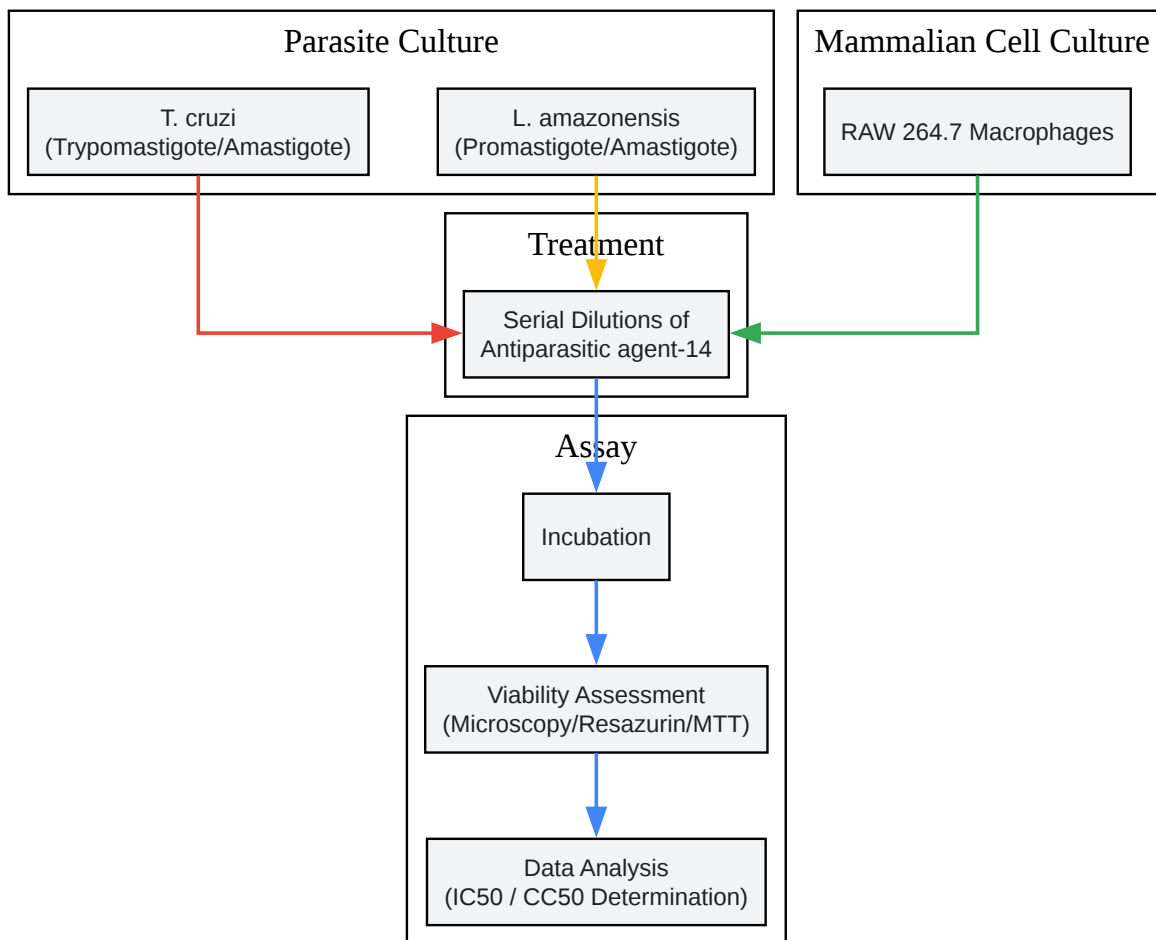 Parasite Culture
T. cruzi
(Trypomastigote/Amastigote)
L. amazonensis
(Promastigote/Amastigote)
Mammalian Cell Culture
RAW 264.7 Macrophages
Treatment
Serial Dilutions of
Antiparasitic agent-14
Assay
Incubation
Viability Assessment
(Microscopy/Resazurin/MTT)
Data Analysis
(IC50 / CC50 Determination)